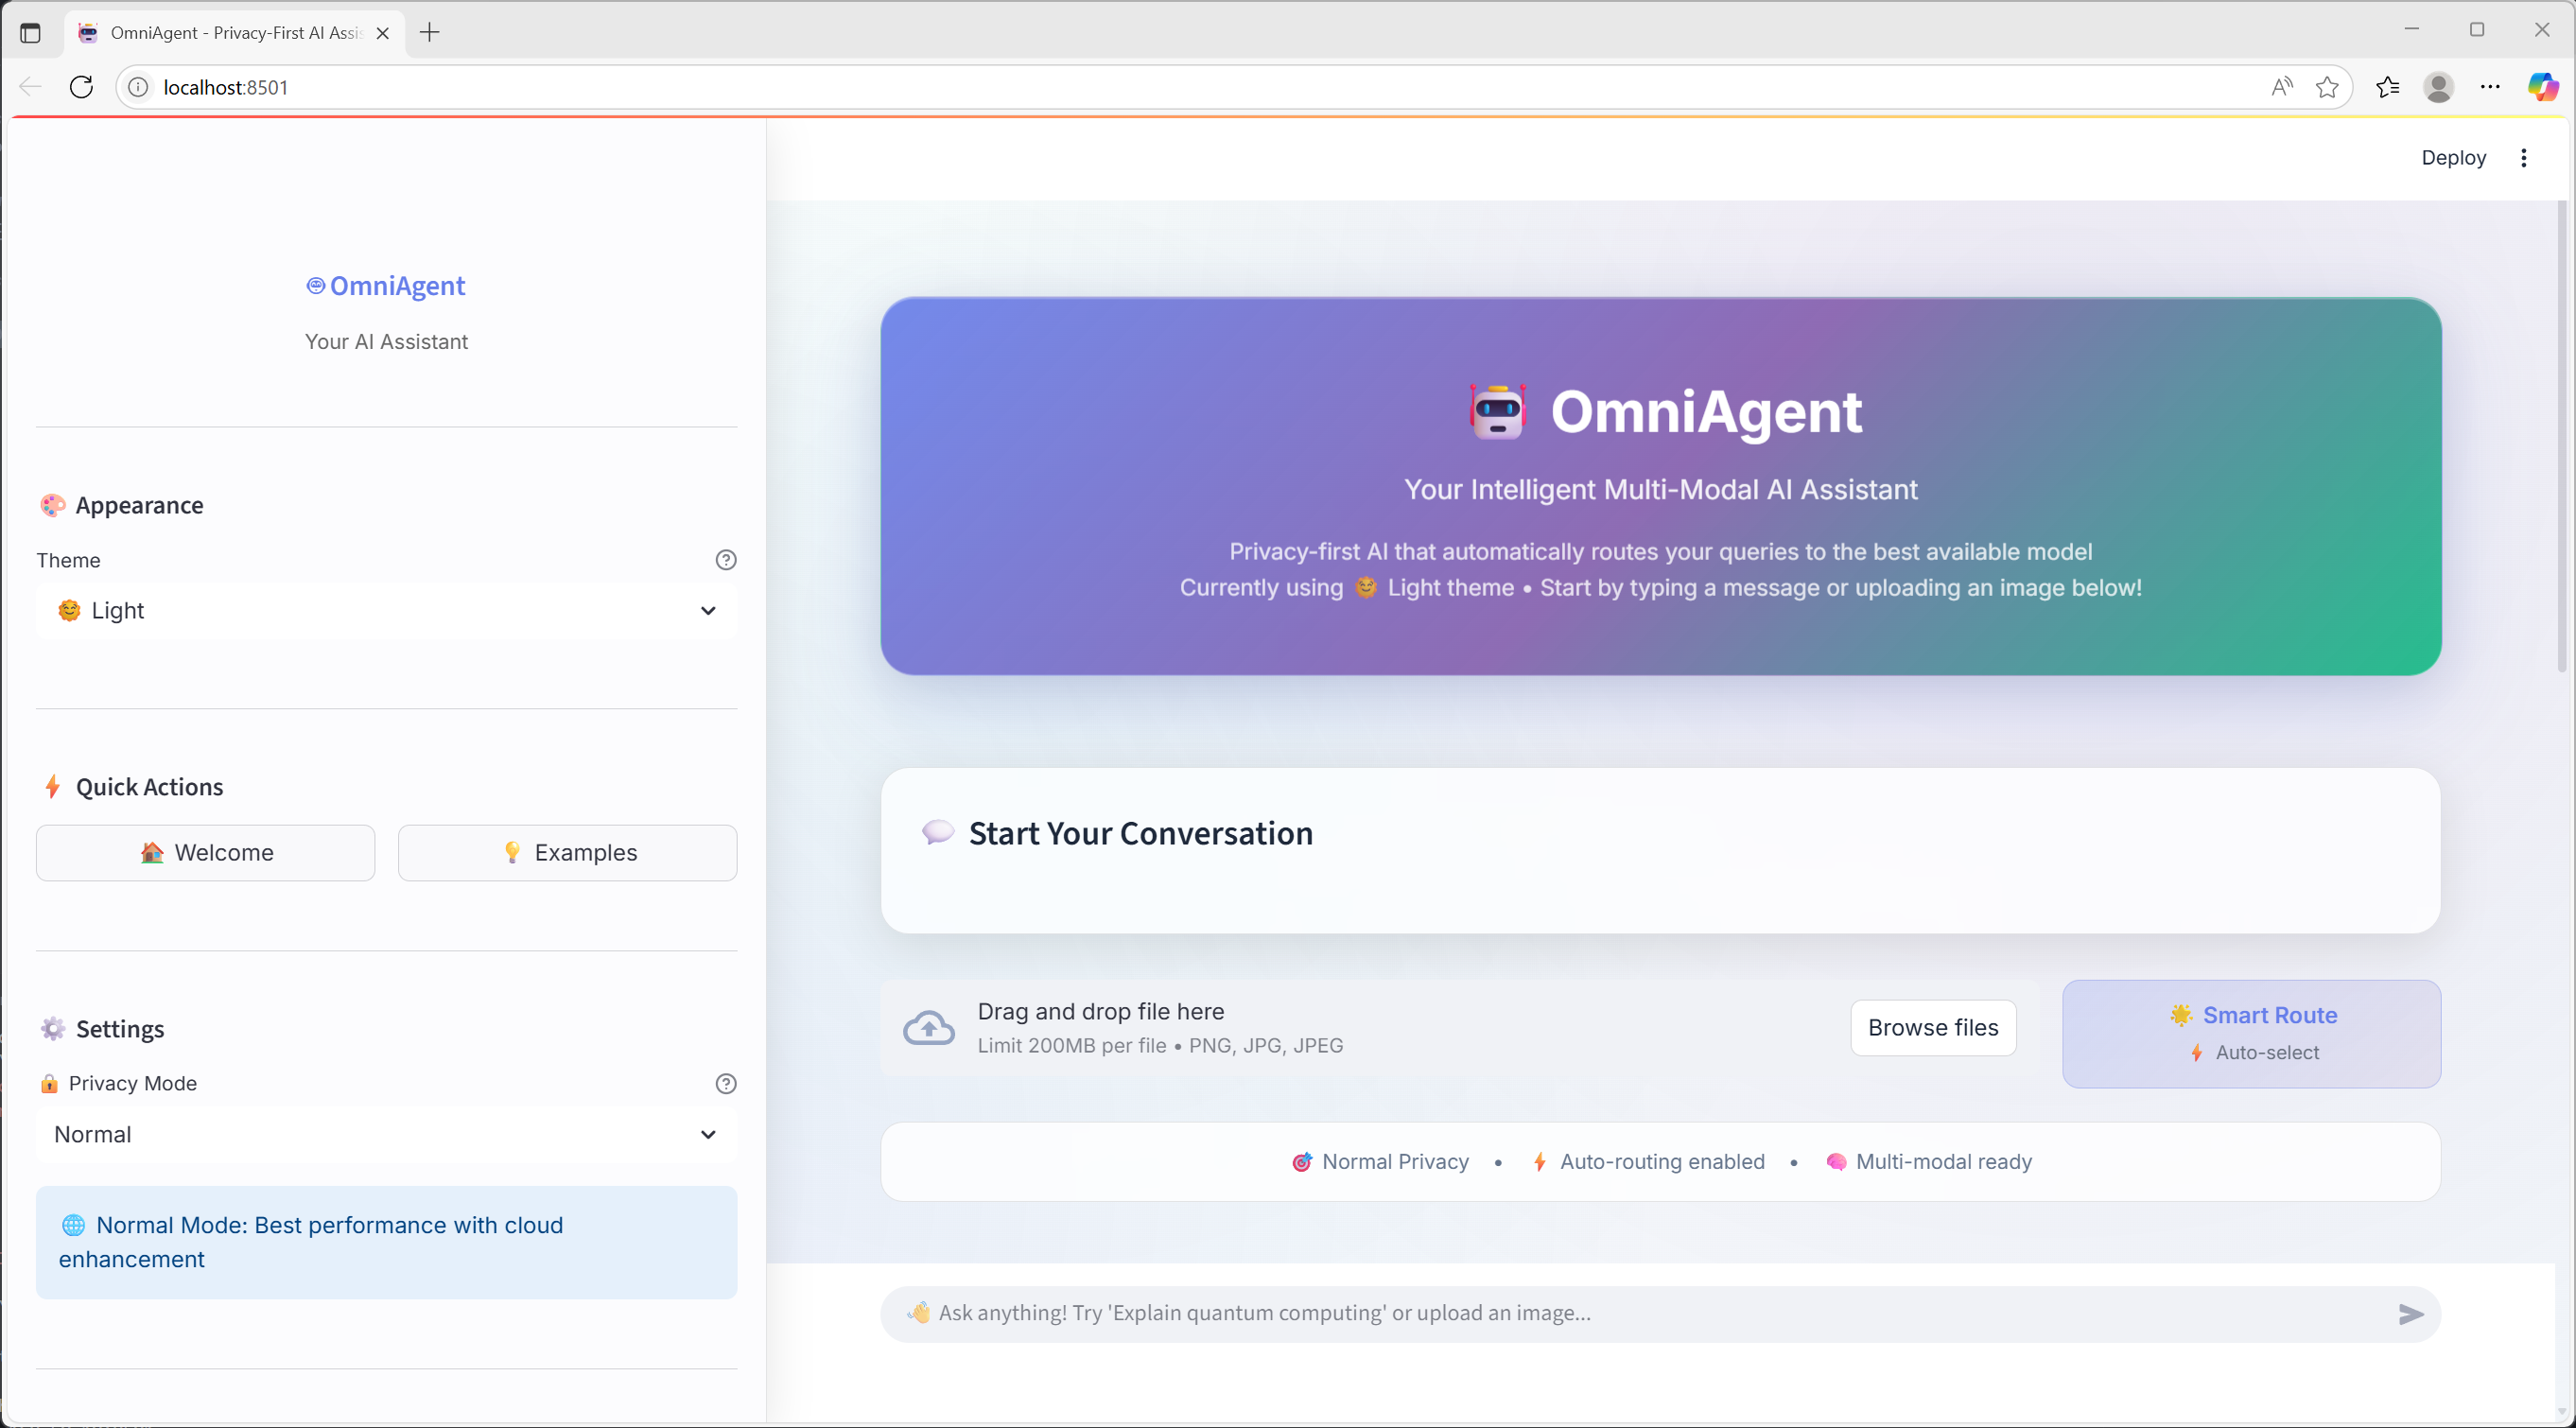 OmniAgent - Privacy-First AI Assis
localhost:8501
Deploy
OmniAgent
Your AI Assistant
Appearance
Theme
Light
Quick Actions
Welcome
Examples
Settings
Privacy Mode
Normal
Normal Mode: Best performance with cloud
enhancement
OmniAgent
Your Intelligent Multi-Modal AI Assistant
Privacy-first AI that automatically routes your queries to the best available model
Currently using 🌞 Light theme • Start by typing a message or uploading an image below!
Start Your Conversation
Drag and drop file here
Limit 200MB per file • PNG, JPG, JPEG
Browse files
Smart Route
Auto-select
Normal Privacy • ⚡ Auto-routing enabled • 🧠 Multi-modal ready
Ask anything! Try 'Explain quantum computing' or upload an image...